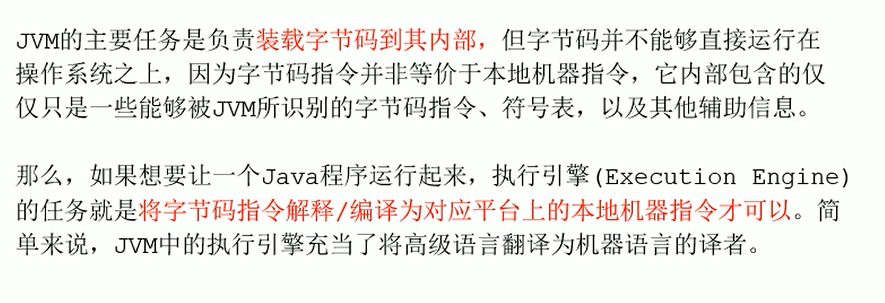 JVM的主要任务是负责装载字节码到其内部，但字节码并不能够直接运行在
操作系统之上，因为字节码指令并非等价于本地机器指令，它内部包含的仅
仅只是一些能够被JVM所识别的字节码指令、符号表，以及其他辅助信息。
那么，如果想要让一个Java程序运行起来，执行引擎(Execution Engine)
的任务就是将字节码指令解释/编译为对应平台上的本地机器指令才可以。简
单来说，JVM中的执行引擎充当了将高级语言翻译为机器语言的译者。